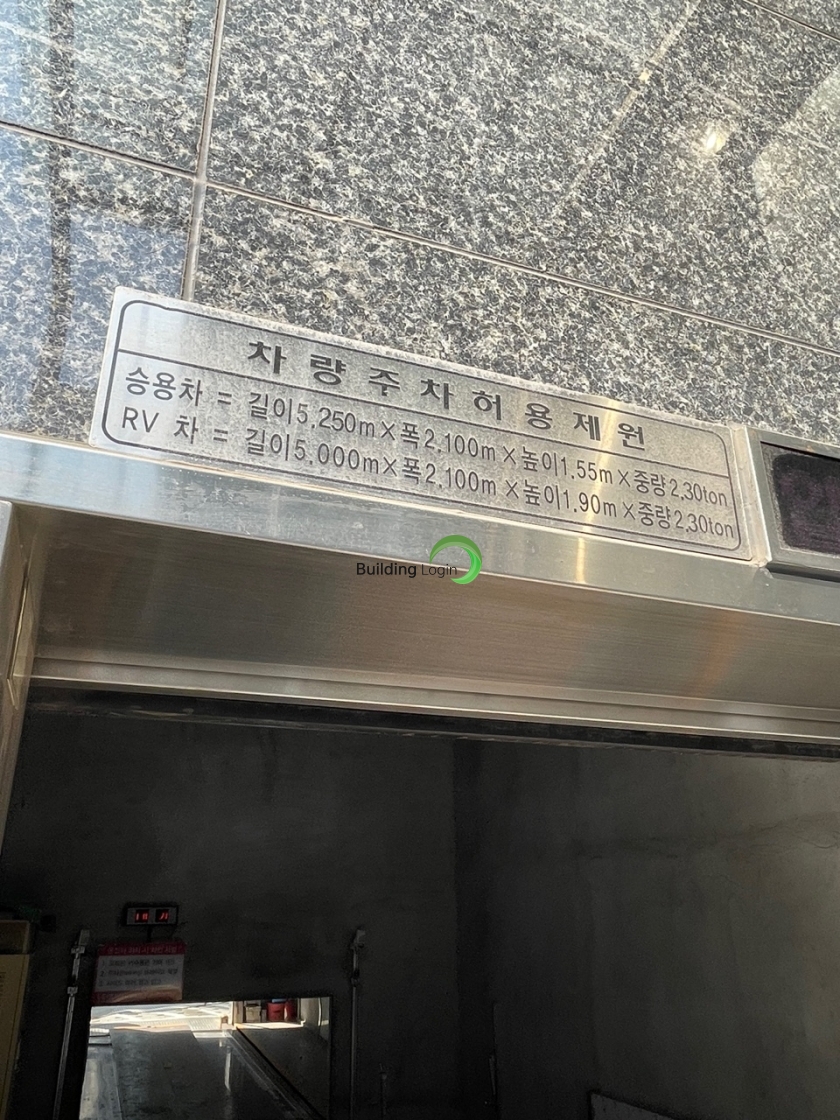 차량주차허용제원
승용차 = 길이5.250m×폭2.100m×높이1.55m×중량2.30ton
RV 차 = 길이5.000m×폭2.100m×높이1.90m×중량2.30ton
Building Login